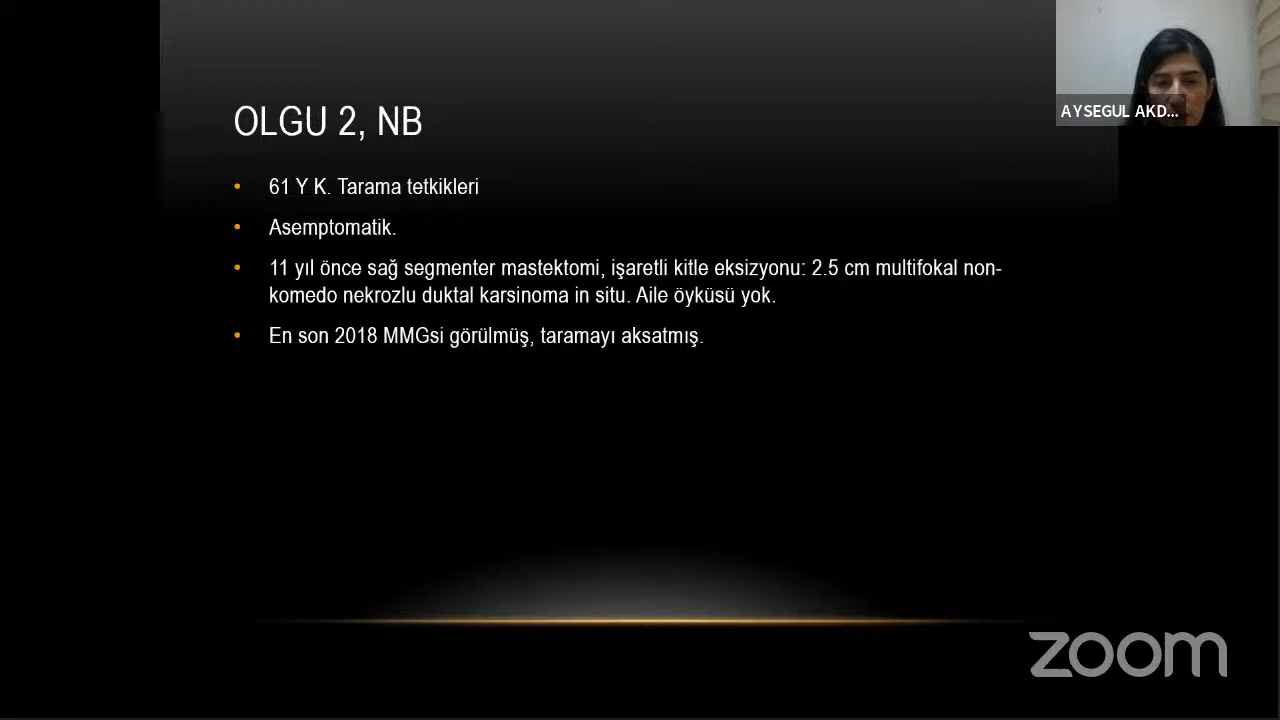 OLGU 2, NB
• 61 Y K. Tarama tetkikleri
• Asemptomatik.
• 11 yıl önce sağ segmenter mastektomi, işaretli kitle eksizyonu: 2.5 cm multifokal non-
komedo nekrozlu duktal karsinoma in situ. Aile öyküsü yok.
• En son 2018 MMGsi görülmüş, taramayı aksatmış.
AYSEGUL AKD...
zoom